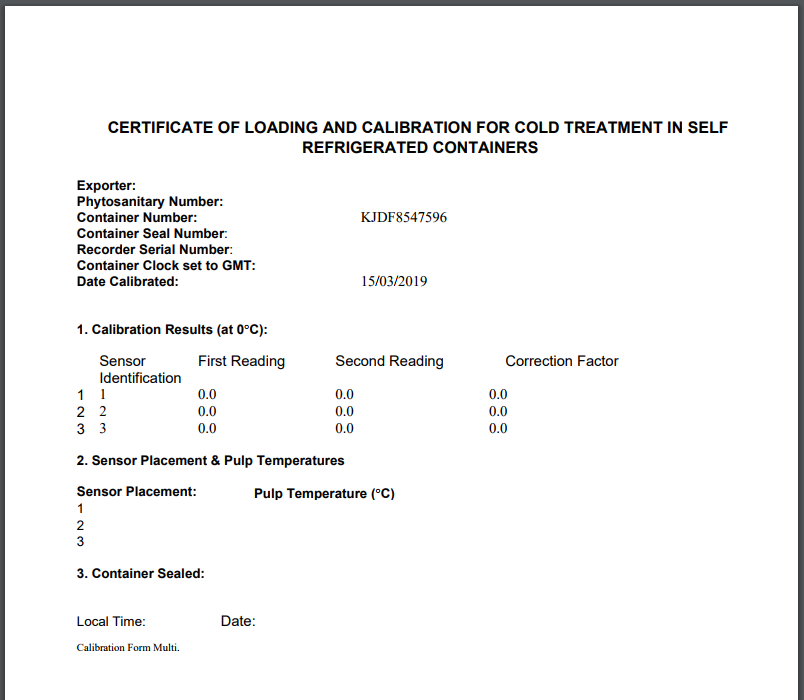 CERTIFICATE OF LOADING AND CALIBRATION FOR COLD TREATMENT IN SELF
REFRIGERATED CONTAINERS
Exporter:
Phytosanitary Number:
Container Number: KJDF8547596
Container Seal Number:
Recorder Serial Number:
Container Clock set to GMT:
Date Calibrated: 15/03/2019
1. Calibration Results (at 0°C):
Sensor First Reading Second Reading Correction Factor
Identification
1 1 0.0 0.0 0.0
2 2 0.0 0.0 0.0
3 3 0.0 0.0 0.0
2. Sensor Placement & Pulp Temperatures
Sensor Placement: Pulp Temperature (°C)
1
2
3
3. Container Sealed:
Local Time: Date:
Calibration Form Multi.